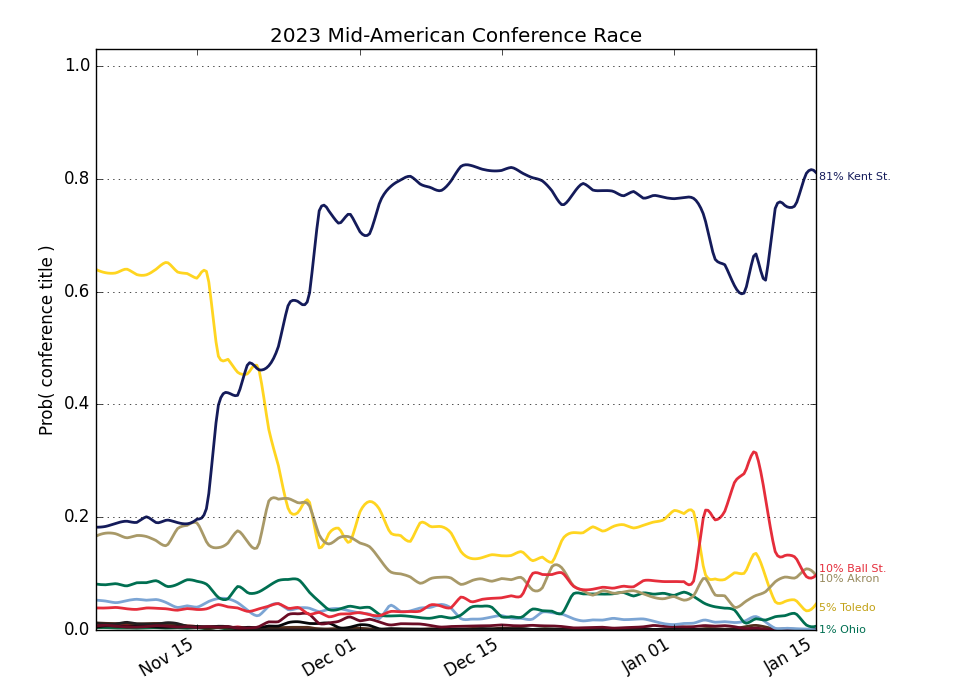 2023 Mid-American Conference Race
Prob( conference title )
1.0
0.8
0.6
0.4
0.2
0.0
81% Kent St.
10% Ball St.
10% Akron
5% Toledo
1% Ohio
Nov 15
Dec 01
Dec 15
Jan 01
Jan 15